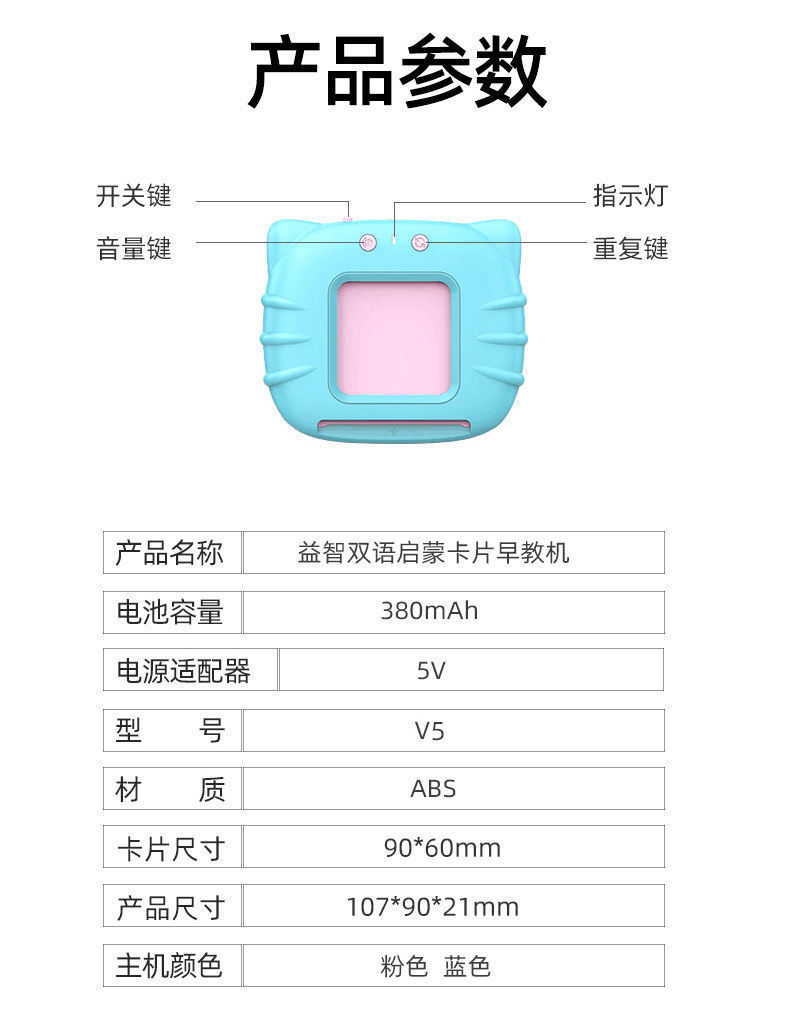 产品参数
开关键
指示灯
音量键
重复键
产品名称 益智双语启蒙卡片早教机
电池容量 380mAh
电源适配器 5V
型号 V5
材质 ABS
卡片尺寸 90*60mm
产品尺寸 107*90*21mm
主机颜色 粉色 蓝色